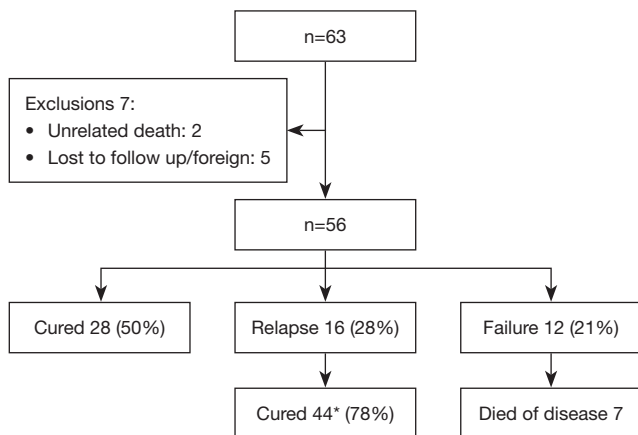 n=63
Exclusions 7:
• Unrelated death: 2
• Lost to follow up/foreign: 5
n=56
Cured 28 (50%)
Relapse 16 (28%)
Failure 12 (21%)
Cured 44* (78%)
Died of disease 7